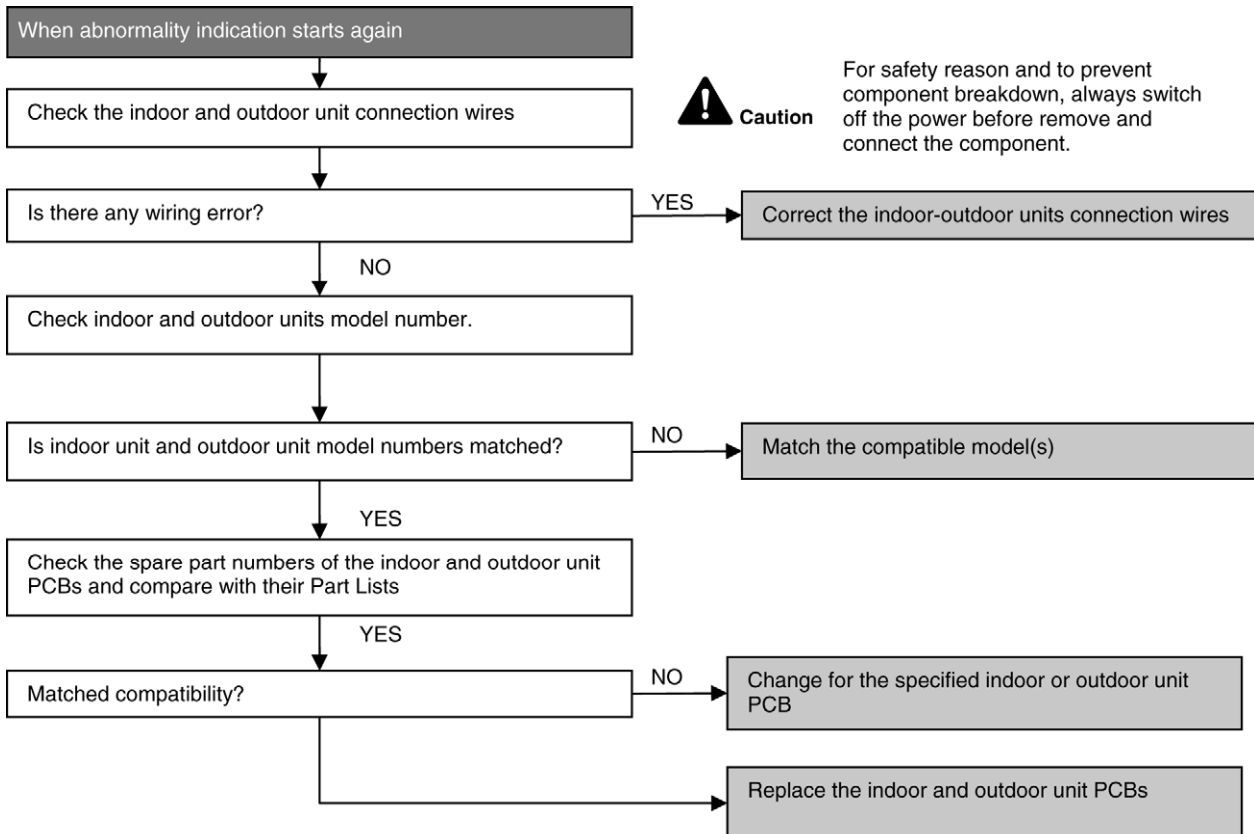 When abnormality indication starts again
Check the indoor and outdoor unit connection wires
Caution
For safety reason and to prevent
component breakdown, always switch
off the power before remove and
connect the component.
Is there any wiring error?
YES
Correct the indoor-outdoor units connection wires
NO
Check indoor and outdoor units model number.
Is indoor unit and outdoor unit model numbers matched?
NO
Match the compatible model(s)
YES
Check the spare part numbers of the indoor and outdoor unit
PCBs and compare with their Part Lists
YES
Matched compatibility?
NO
Change for the specified indoor or outdoor unit
PCB
Replace the indoor and outdoor unit PCBs